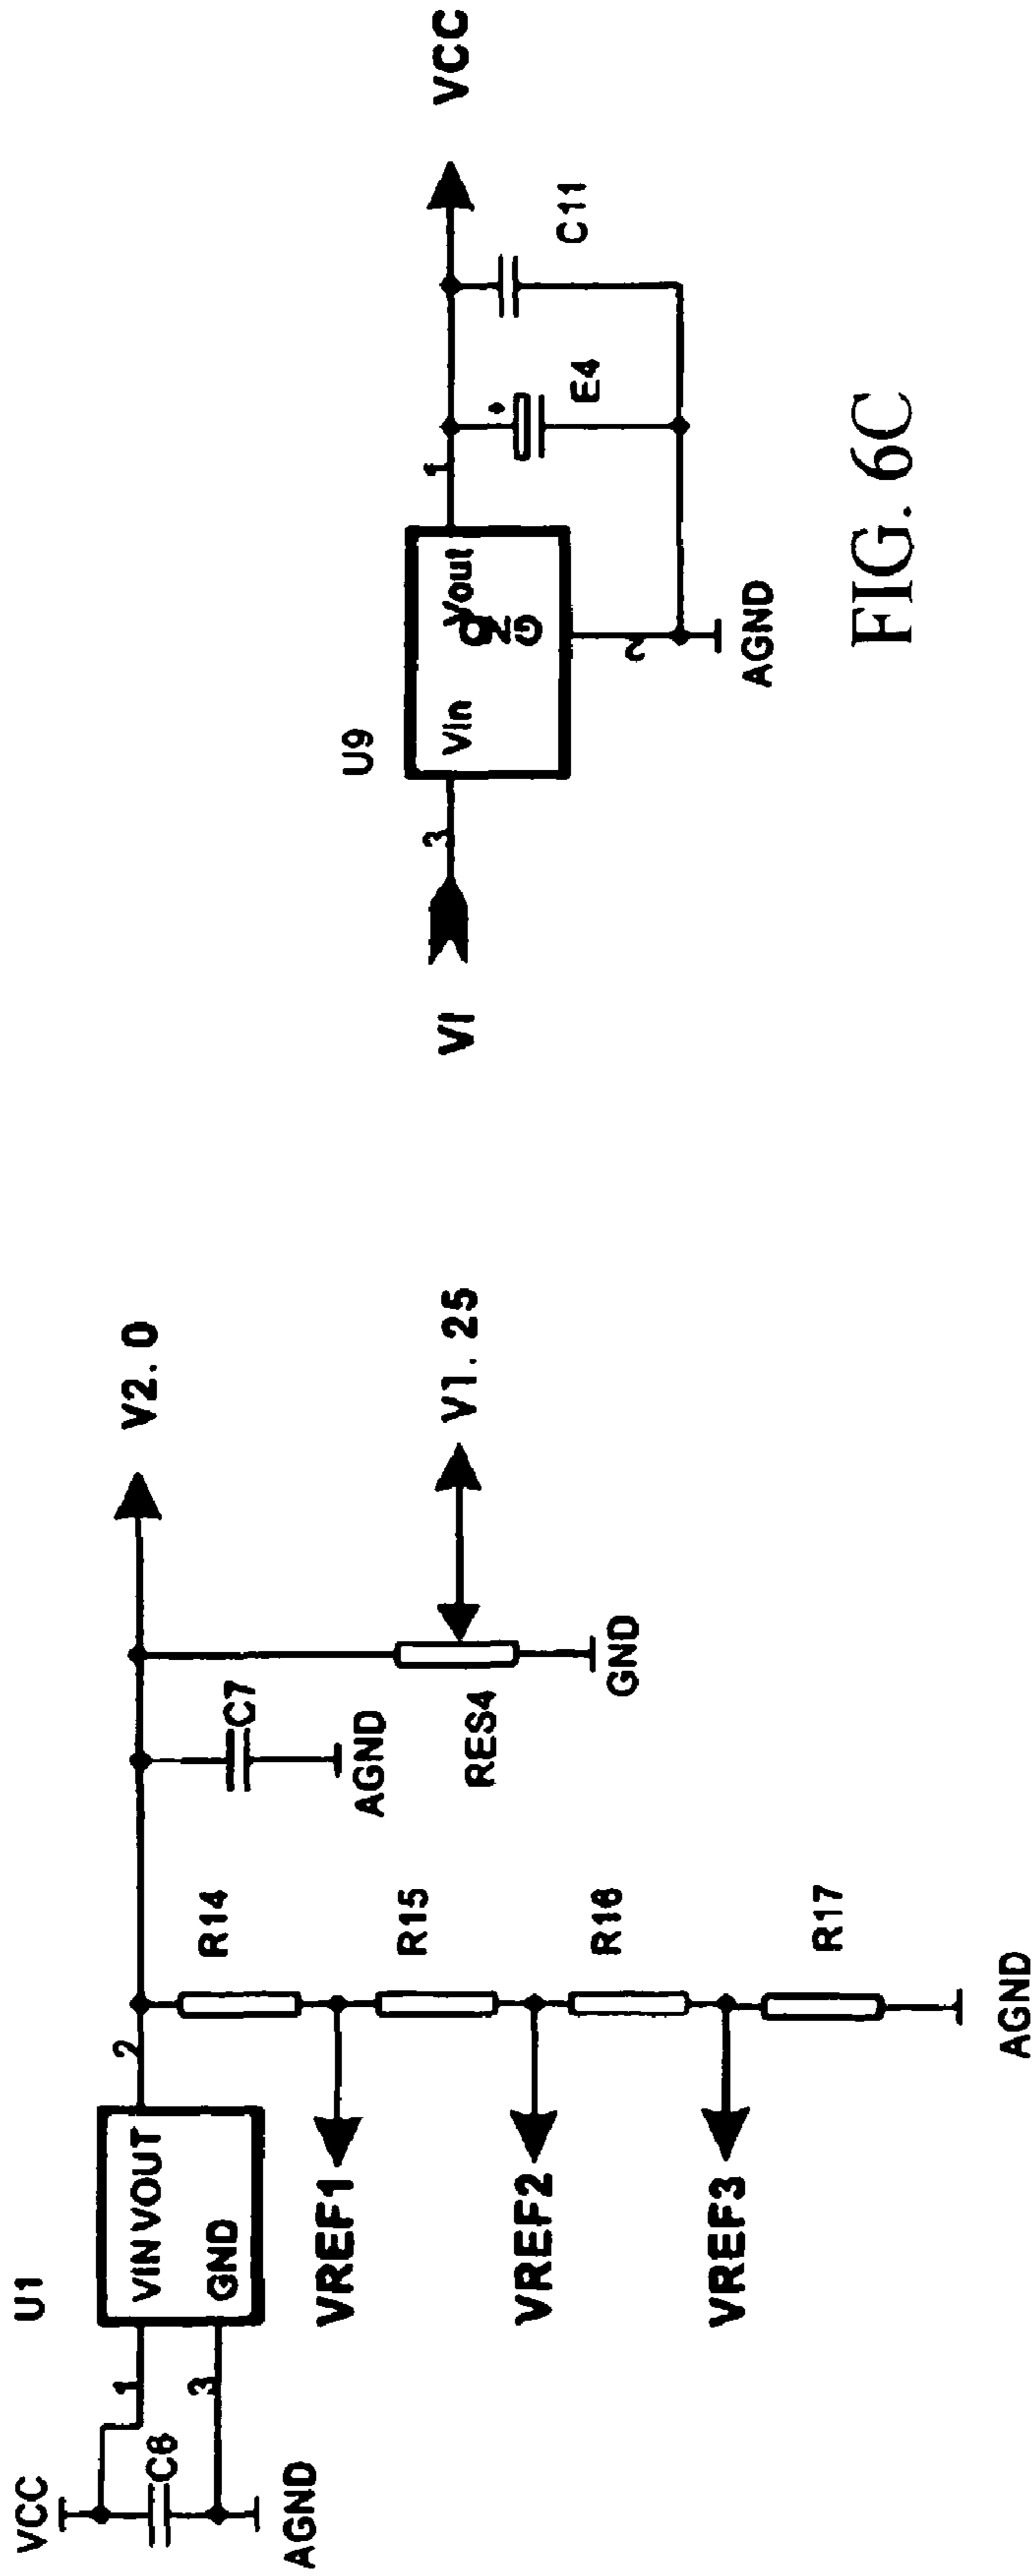 U1
VCC
C6
AGND
1
3
VIN VOUT
GND
2
R14
R15
R16
R17
AGND
VREF1
VREF2
VREF3
C7
AGND
RES4
GND
V2.0
V1.25
VI
3
U9
Vin
Vout
1
2
AGND
E4
+
C11
VCC
FIG. 6C